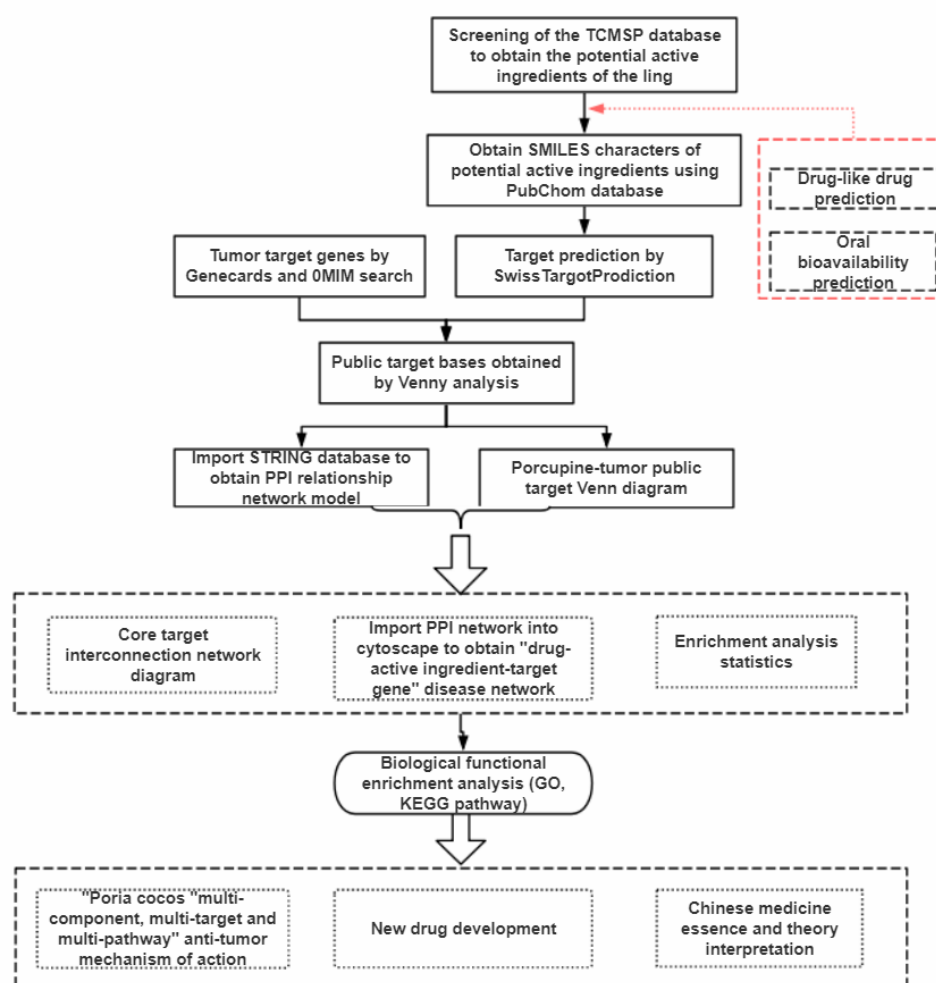 Screening of the TCMSP database
to obtain the potential active
ingredients of the ling
Obtain SMILES characters of
potential active ingredients using
PubChom database
Drug-like drug
prediction
Oral
bioavailability
prediction
Tumor target genes by
Genecards and 0MIM search
Target prediction by
SwissTargotProdiction
Public target bases obtained
by Venny analysis
Import STRING database to
obtain PPI relationship
network model
Porcupine-tumor public
target Venn diagram
Core target
interconnection network
diagram
Import PPI network into
cytoscape to obtain "drug-
active ingredient-target
gene" disease network
Enrichment analysis
statistics
Biological functional
enrichment analysis (GO,
KEGG pathway)
"Poria cocos "multi-
component, multi-target and
multi-pathway" anti-tumor
mechanism of action
New drug development
Chinese medicine
essence and theory
interpretation